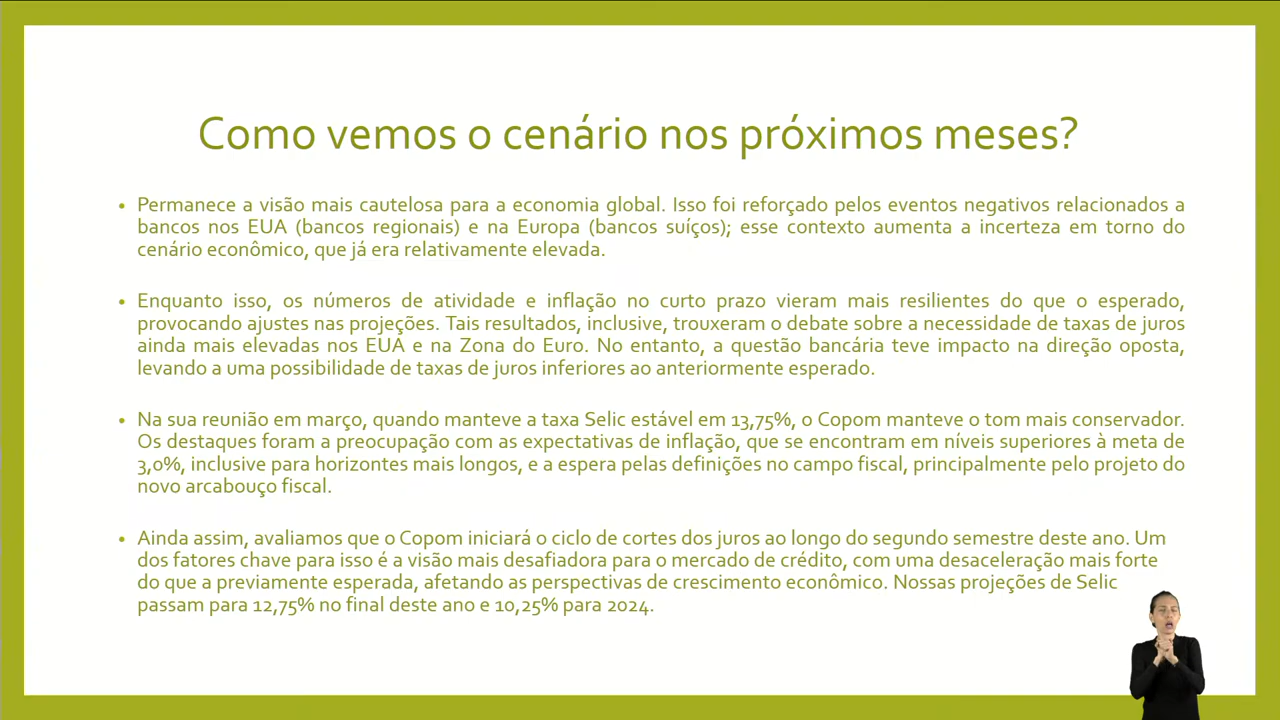 Como vemos o cenário nos próximos meses?
• Permanece a visão mais cautelosa para a economia global. Isso foi reforçado pelos eventos negativos relacionados a
bancos nos EUA (bancos regionais) e na Europa (bancos suíços); esse contexto aumenta a incerteza em torno do
cenário econômico, que já era relativamente elevada.
• Enquanto isso, os números de atividade e inflação no curto prazo vieram mais resilientes do que o esperado,
provocando ajustes nas projeções. Tais resultados, inclusive, trouxeram o debate sobre a necessidade de taxas de juros
ainda mais elevadas nos EUA e na Zona do Euro. No entanto, a questão bancária teve impacto na direção oposta,
levando a uma possibilidade de taxas de juros inferiores ao anteriormente esperado.
• Na sua reunião em março, quando manteve a taxa Selic estável em 13,75%, o Copom manteve o tom mais conservador.
Os destaques foram a preocupação com as expectativas de inflação, que se encontram em níveis superiores à meta de
3,0%, inclusive para horizontes mais longos, e a espera pelas definições no campo fiscal, principalmente pelo projeto do
novo arcabouço fiscal.
• Ainda assim, avaliamos que o Copom iniciará o ciclo de cortes dos juros ao longo do segundo semestre deste ano. Um
dos fatores chave para isso é a visão mais desafiadora para o mercado de crédito, com uma desaceleração mais forte
do que a previamente esperada, afetando as perspectivas de crescimento econômico. Nossas projeções de Selic
passam para 12,75% no final deste ano e 10,25% para 2024.